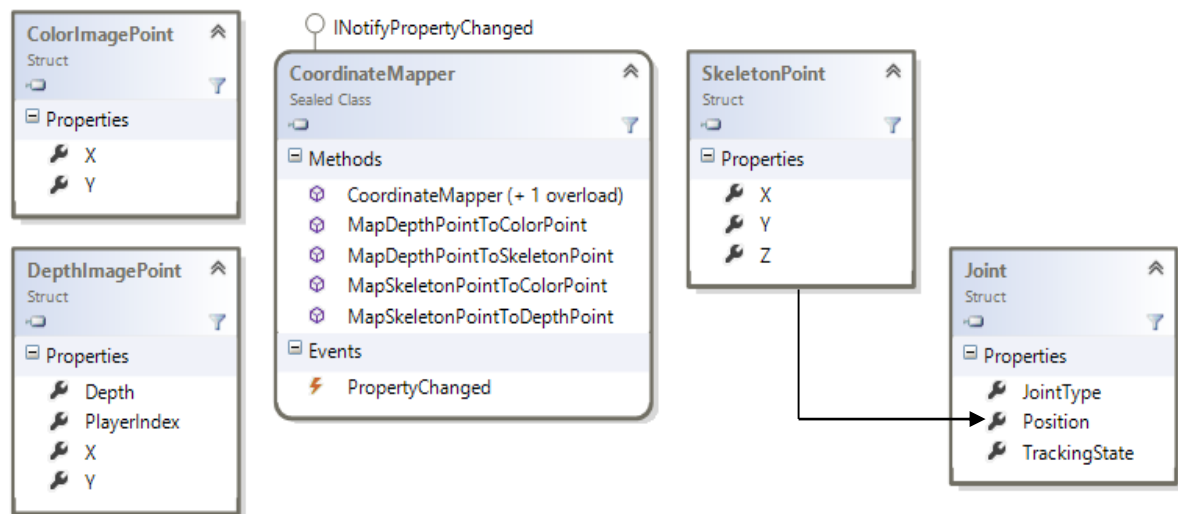 ColorImagePoint
Struct
Properties
X
Y
DepthImagePoint
Struct
Properties
Depth
PlayerIndex
X
Y
INotifyPropertyChanged
CoordinateMapper
Sealed Class
Methods
CoordinateMapper (+ 1 overload)
MapDepthPointToColorPoint
MapDepthPointToSkeletonPoint
MapSkeletonPointToColorPoint
MapSkeletonPointToDepthPoint
Events
PropertyChanged
SkeletonPoint
Struct
Properties
X
Y
Z
Joint
Struct
Properties
JointType
Position
TrackingState